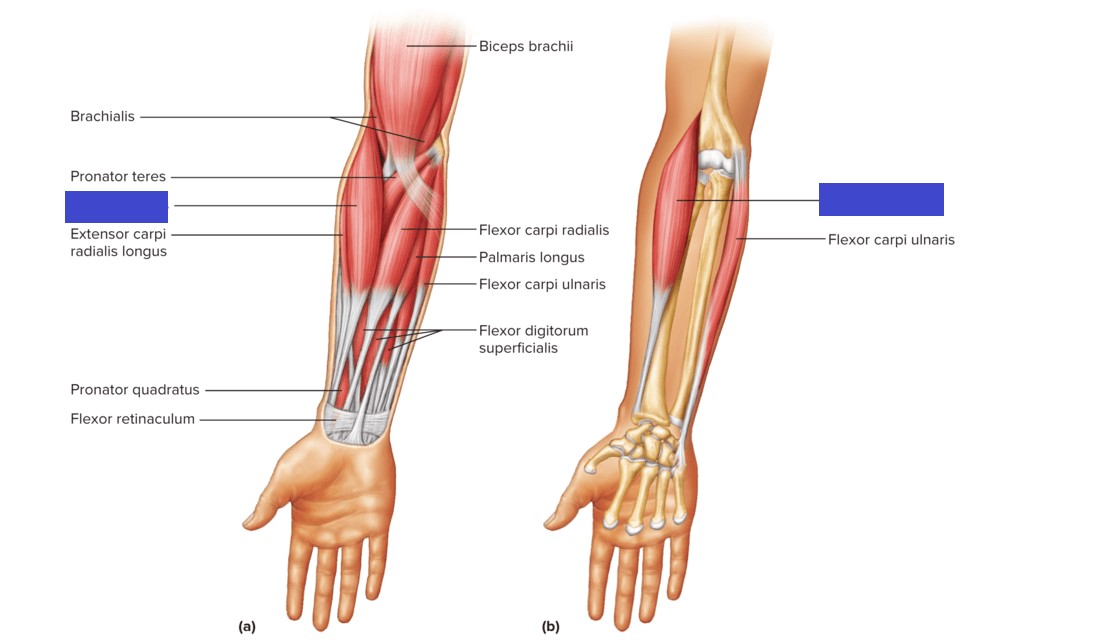 Biceps brachii
Brachialis
Pronator teres
Extensor carpi
radialis longus
Flexor carpi radialis
Palmaris longus
Flexor carpi ulnaris
Flexor digitorum
superficialis
Pronator quadratus
Flexor retinaculum
(a)
Flexor carpi ulnaris
(b)